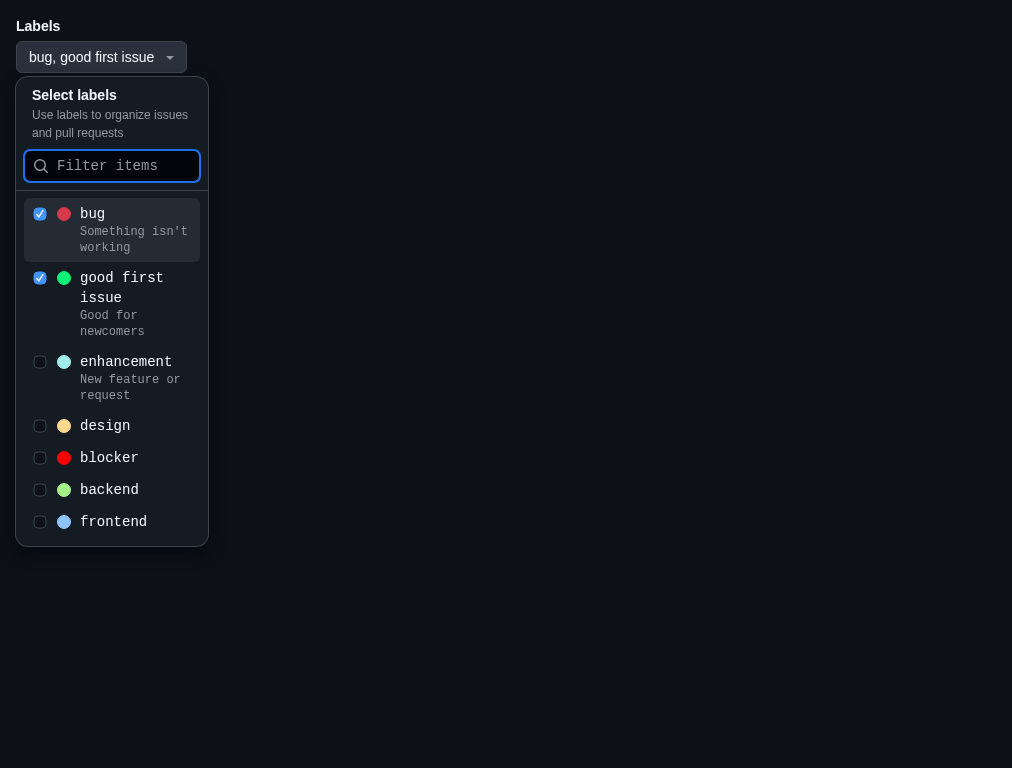 Labels
bug, good first issue
Select labels
Use labels to organize issues
and pull requests
Filter items
bug
Something isn't
working
good first
issue
Good for
newcomers
enhancement
New feature or
request
design
blocker
backend
frontend